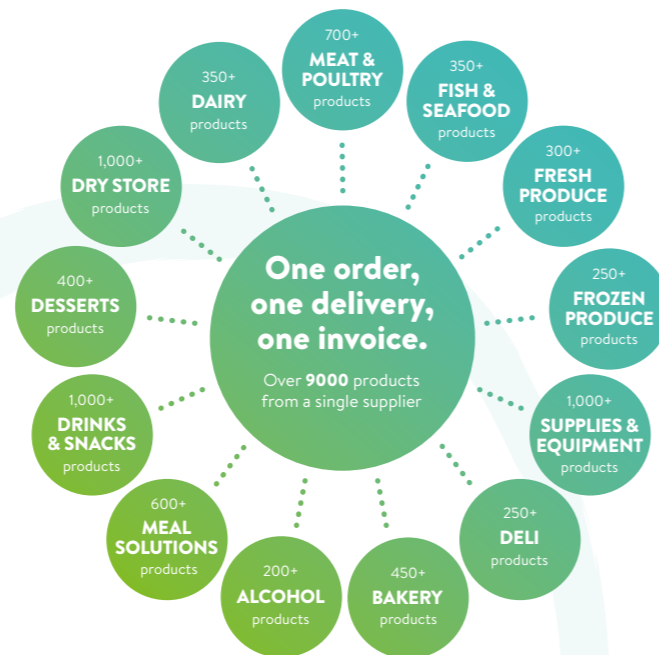 One order,
one delivery,
one invoice.
Over 9000 products
from a single supplier
700+
MEAT &
POULTRY
products
350+
FISH &
SEAFOOD
products
300+
FRESH
PRODUCE
products
250+
FROZEN
PRODUCE
products
1,000+
SUPPLIES &
EQUIPMENT
products
250+
DELI
products
450+
BAKERY
products
200+
ALCOHOL
products
600+
MEAL
SOLUTIONS
products
1,000+
DRINKS
& SNACKS
products
400+
DESSERTS
products
1,000+
DRY STORE
products
350+
DAIRY
products